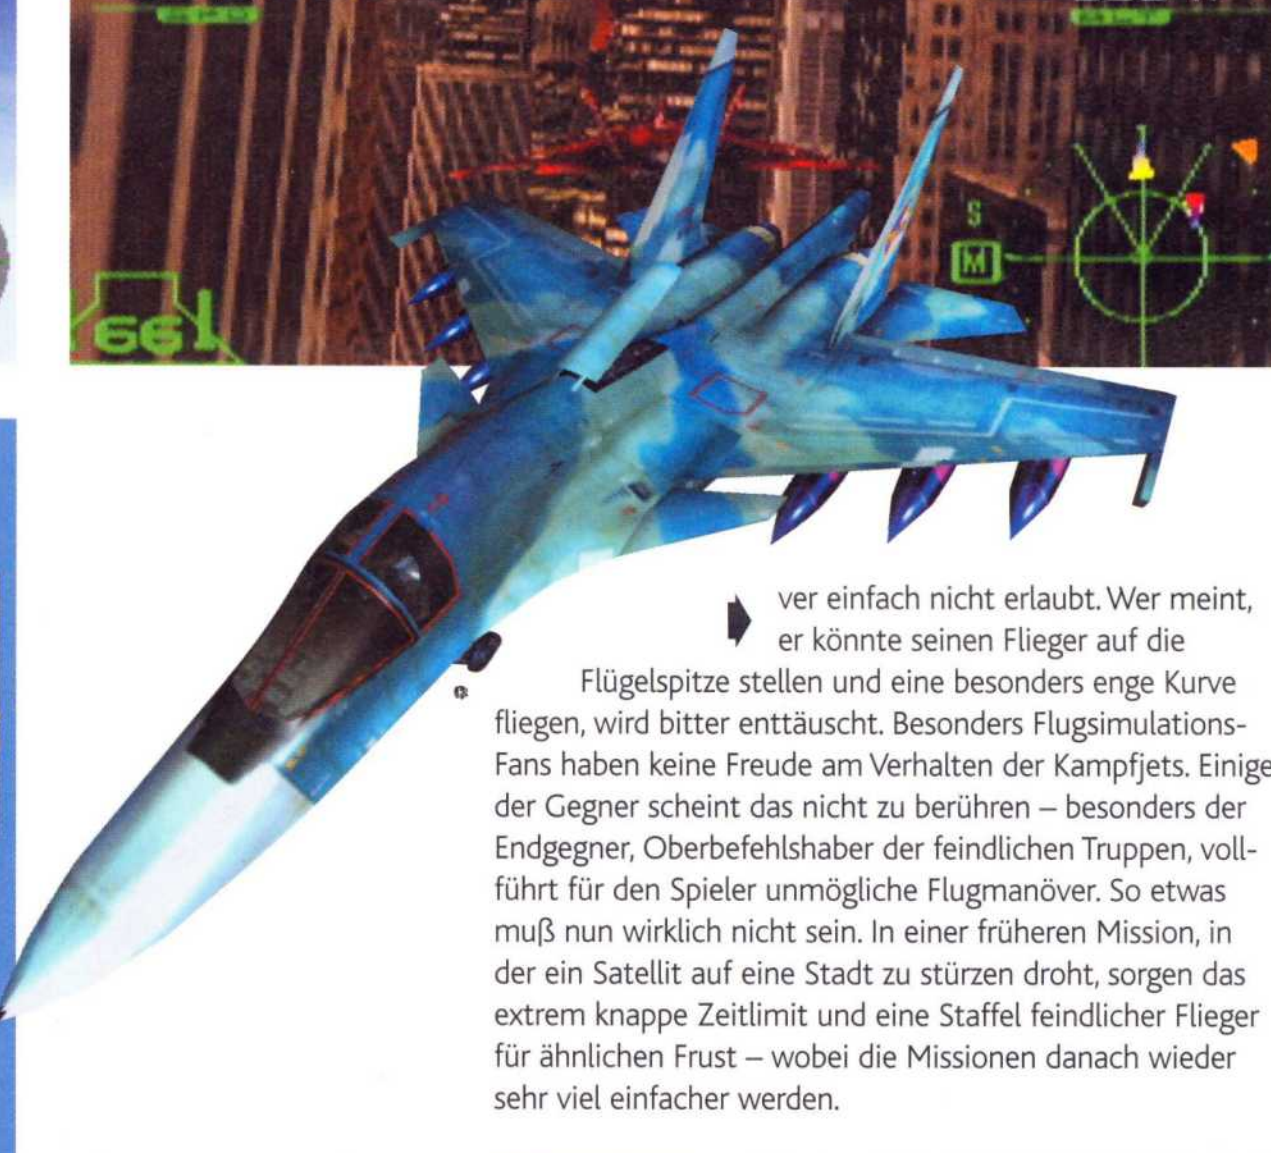 S
M
661
ver einfach nicht erlaubt. Wer meint,
er könnte seinen Flieger auf die
Flügelspitze stellen und eine besonders enge Kurve
fliegen, wird bitter enttäuscht. Besonders Flugsimulations-
Fans haben keine Freude am Verhalten der Kampfjets. Einige
der Gegner scheint das nicht zu berühren – besonders der
Endgegner, Oberbefehlshaber der feindlichen Truppen, voll-
führt für den Spieler unmögliche Flugmanöver. So etwas
muß nun wirklich nicht sein. In einer früheren Mission, in
der ein Satellit auf eine Stadt zu stürzen droht, sorgen das
extrem knappe Zeitlimit und eine Staffel feindlicher Flieger
für ähnlichen Frust – wobei die Missionen danach wieder
sehr viel einfacher werden.